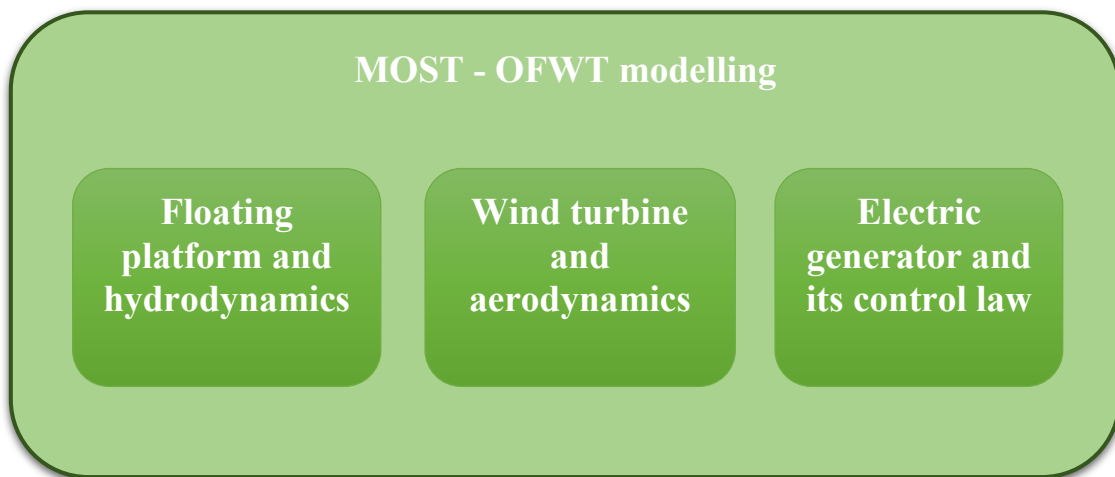 MOST - OFWT modelling
Floating
platform and
hydrodynamics
Wind turbine
and
aerodynamics
Electric
generator and
its control law